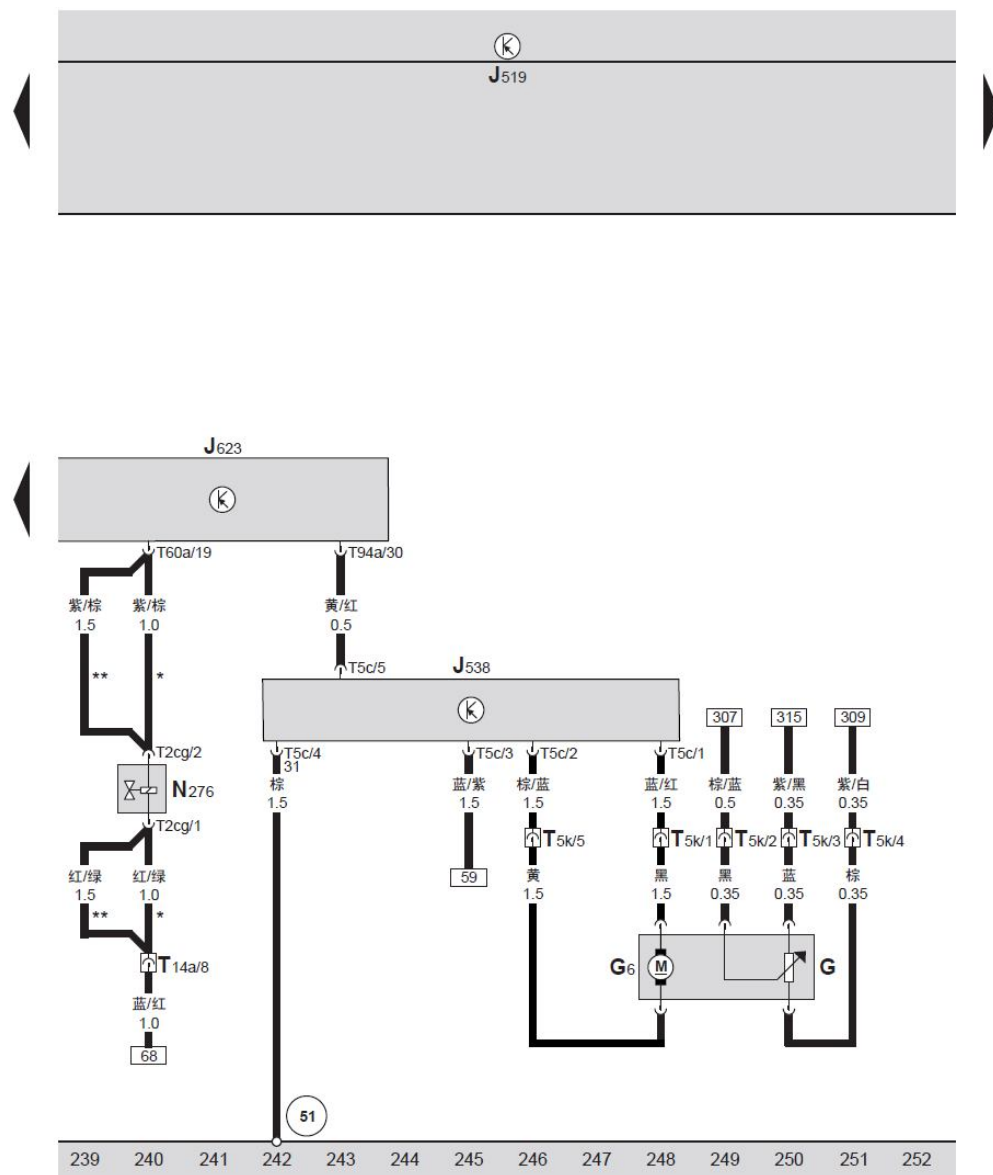 J519
J623
T60a/19
T94a/30
紫/棕
紫/棕
黄/红
1.5
1.0
0.5
**
*
T5c/5
J538
307
315
309
T2cg/2
T5c/4
T5c/3
T5c/2
T5c/1
31
N276
棕
蓝/紫
棕/蓝
蓝/红
棕/蓝
紫/黑
紫/白
1.5
1.5
1.5
1.5
0.5
0.35
0.35
T2cg/1
T5k/5
T5k/1
T5k/2
T5k/3
T5k/4
红/绿
红/绿
59
黄
黑
黑
蓝
棕
1.5
1.0
1.5
1.5
0.35
0.35
0.35
**
*
T14a/8
G6
M
G
蓝/红
1.0
68
51
239 240 241 242 243 244 245 246 247 248 249 250 251 252